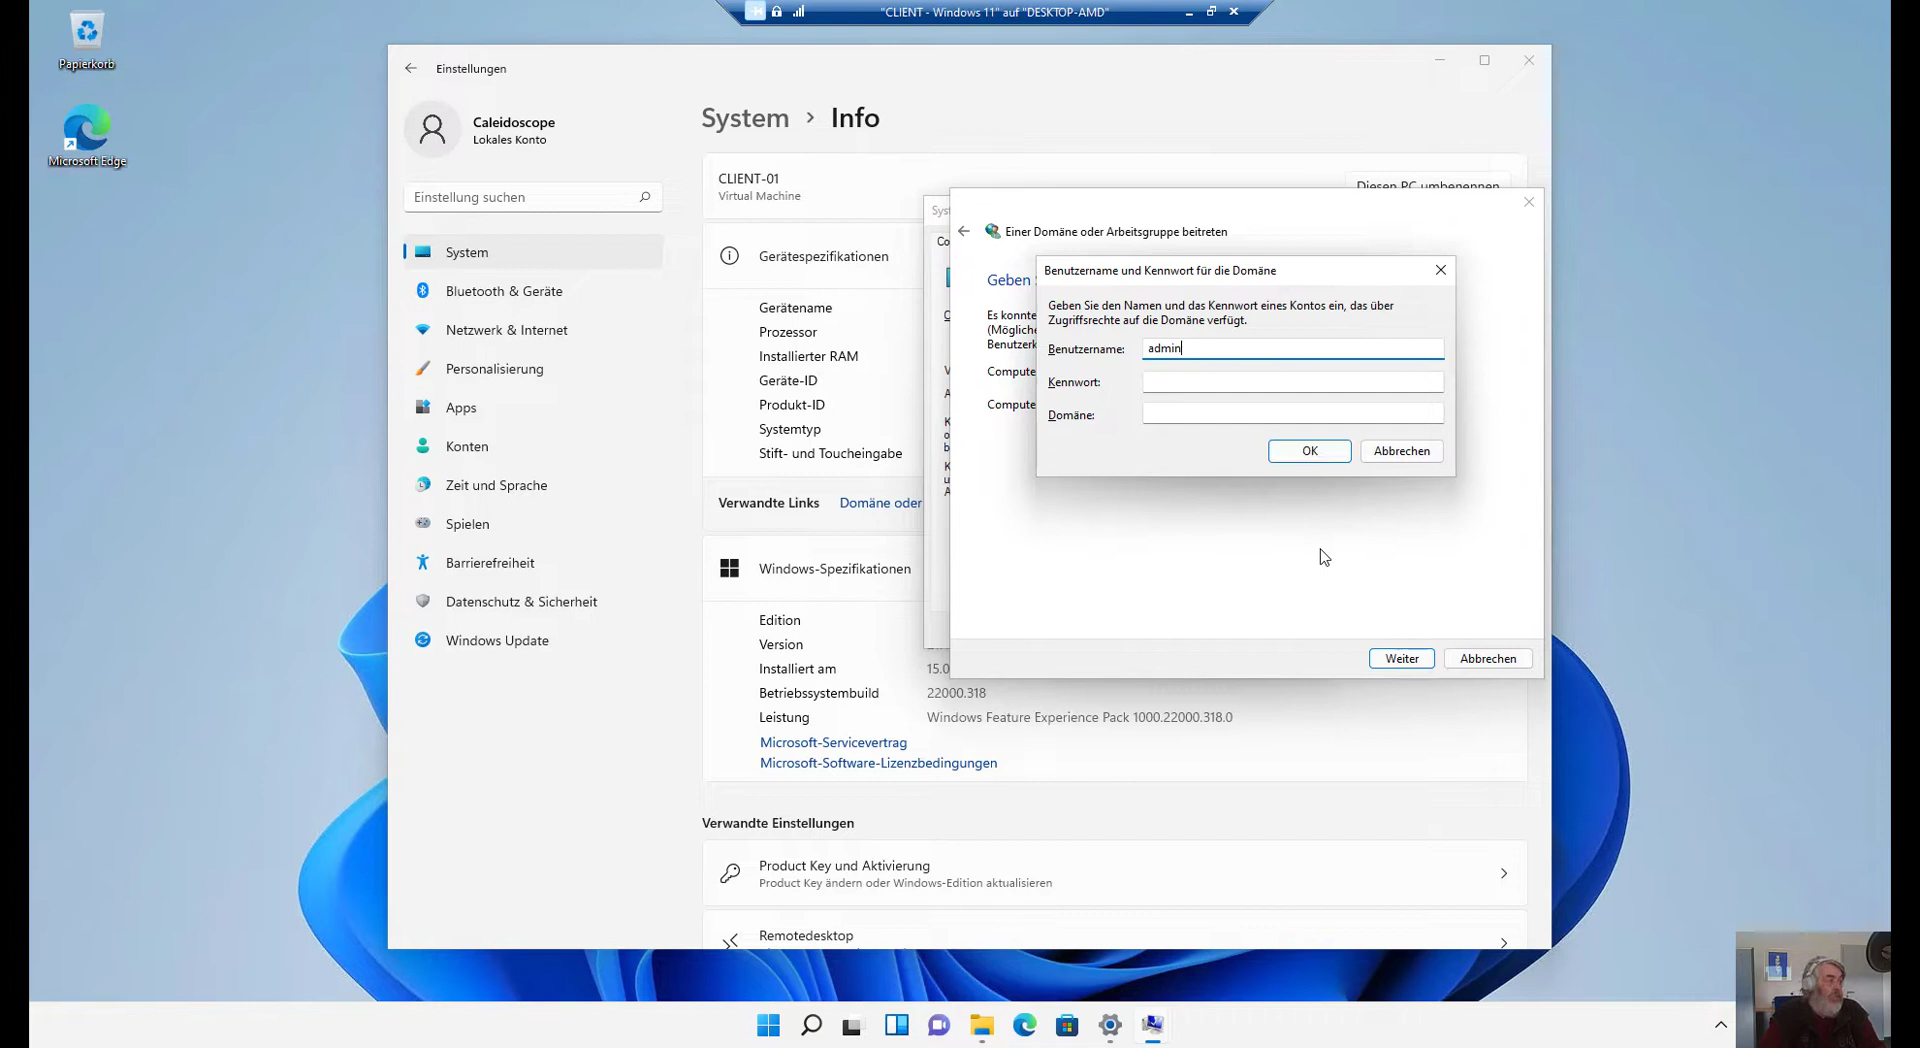 "CLIENT - Windows 11" auf "DESKTOP-AMD"
Papierkorb
Microsoft Edge
Einstellungen
Caleidoscope
Lokales Konto
Einstellung suchen
System
Bluetooth & Geräte
Netzwerk & Internet
Personalisierung
Apps
Konten
Zeit und Sprache
Spielen
Barrierefreiheit
Datenschutz & Sicherheit
Windows Update
System > Info
CLIENT-01
Virtual Machine
Diesen PC umbenennen
Gerätespezifikationen
Gerätename
Prozessor
Installierter RAM
Geräte-ID
Produkt-ID
Systemtyp
Stift- und Toucheingabe
Verwandte Links
Domäne oder
Windows-Spezifikationen
Edition
Version
Installiert am
15.0
Betriebssystembuild
22000.318
Leistung
Windows Feature Experience Pack 1000.22000.318.0
Microsoft-Servicevertrag
Microsoft-Software-Lizenzbedingungen
Verwandte Einstellungen
Product Key und Aktivierung
Product Key ändern oder Windows-Edition aktualisieren
Remotedesktop
Sys
Co
Einer Domäne oder Arbeitsgruppe beitreten
Geben
Es konnte
(Mögliche
Benutzerk
Compute
Compute
Benutzername und Kennwort für die Domäne
Geben Sie den Namen und das Kennwort eines Kontos ein, das über
Zugriffsrechte auf die Domäne verfügt.
Benutzername:
admin
Kennwort:
Domäne:
OK
Abbrechen
Weiter
Abbrechen